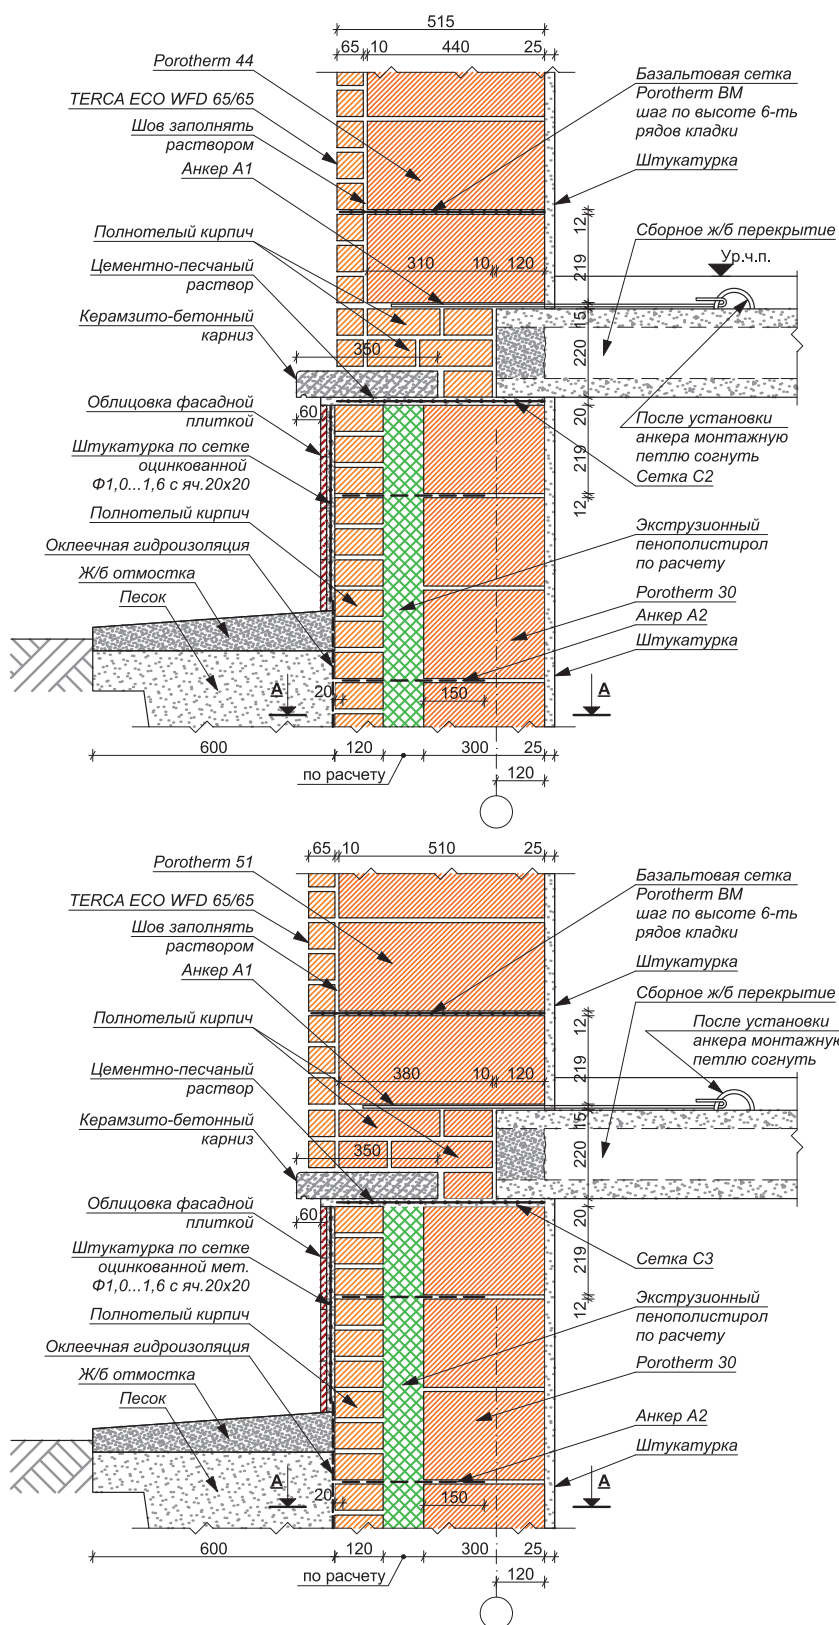 515
65
10
440
25
Porotherm 44
TERCA ECO WFD 65/65
Шов заполнять
раствором
Анкер А1
Полнотелый кирпич
Цементно-песчаный
раствор
Керамзито-бетонный
карниз
Облицовка фасадной
плиткой
Штукатурка по сетке
оцинкованной
Ф1,0...1,6 с яч.20х20
Полнотелый кирпич
Оклеечная гидроизоляция
Ж/б отмостка
Песок
Базальтовая сетка
Porotherm BM
шаг по высоте 6-ть
рядов кладки
Штукатурка
Сборное ж/б перекрытие
Ур.ч.п.
После установки
анкера монтажную
петлю согнуть
Сетка С2
Экструзионный
пенополистирол
по расчету
Porotherm 30
Анкер А2
Штукатурка
310
10
120
350
60
12
219
15
220
20
219
12
20
150
А
А
600
120
300
25
по расчету
120
65
10
510
25
Porotherm 51
TERCA ECO WFD 65/65
Шов заполнять
раствором
Анкер А1
Полнотелый кирпич
Цементно-песчаный
раствор
Керамзито-бетонный
карниз
Облицовка фасадной
плиткой
Штукатурка по сетке
оцинкованной мет.
Ф1,0...1,6 с яч.20х20
Полнотелый кирпич
Оклеечная гидроизоляция
Ж/б отмостка
Песок
Базальтовая сетка
Porotherm BM
шаг по высоте 6-ть
рядов кладки
Штукатурка
Сборное ж/б перекрытие
После установки
анкера монтажную
петлю согнуть
Сетка С3
Экструзионный
пенополистирол
по расчету
Porotherm 30
Анкер А2
Штукатурка
380
10
120
350
60
12
219
15
220
20
219
12
20
150
А
А
600
120
300
25
по расчету
120